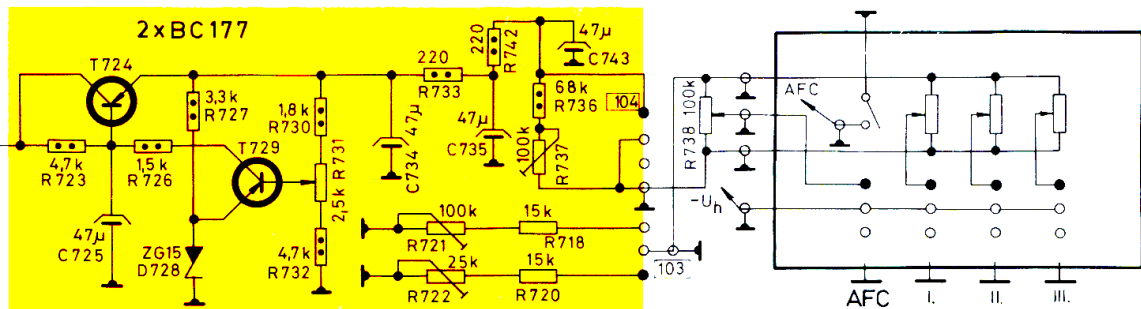 2xBC177
T724
4,7k
R723
1,5k
R726
47µ
C725
3,3k
R727
ZG15
D728
T729
1,8k
R730
R731
2,5k
4,7k
R732
47µ
C734
220
R733
47µ
C735
220
R742
47µ
C743
68k
R736
100k
R737
100k
R721
15k
R718
25k
R722
15k
R720
104
103
R738 100k
AFC
-Uh
AFC
I.
II.
III.